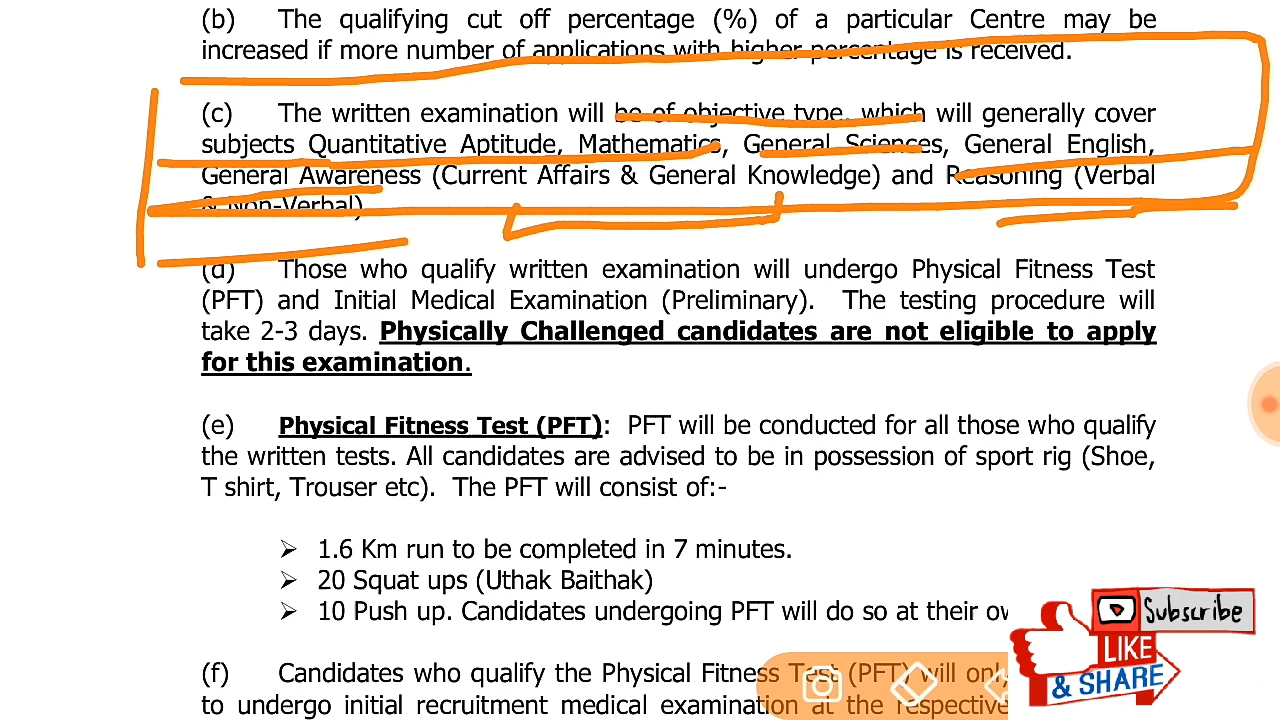 (b) The qualifying cut off percentage (%) of a particular Centre may be
increased if more number of applications with higher percentage is received.
(c) The written examination will be of objective type, which will generally cover
subjects Quantitative Aptitude, Mathematics, General Sciences, General English,
General Awareness (Current Affairs & General Knowledge) and Reasoning (Verbal
& Non-Verbal)
(d) Those who qualify written examination will undergo Physical Fitness Test
(PFT) and Initial Medical Examination (Preliminary). The testing procedure will
take 2-3 days. Physically Challenged candidates are not eligible to apply
for this examination.
(e) Physical Fitness Test (PFT): PFT will be conducted for all those who qualify
the written tests. All candidates are advised to be in possession of sport rig (Shoe,
T shirt, Trouser etc). The PFT will consist of:-
➢ 1.6 Km run to be completed in 7 minutes.
➢ 20 Squat ups (Uthak Baithak)
➢ 10 Push up. Candidates undergoing PFT will do so at their
(f) Candidates who qualify the Physical Fitness Test (PFT) will
to undergo initial recruitment medical examination at the respective
Subscribe
LIKE
& SHARE